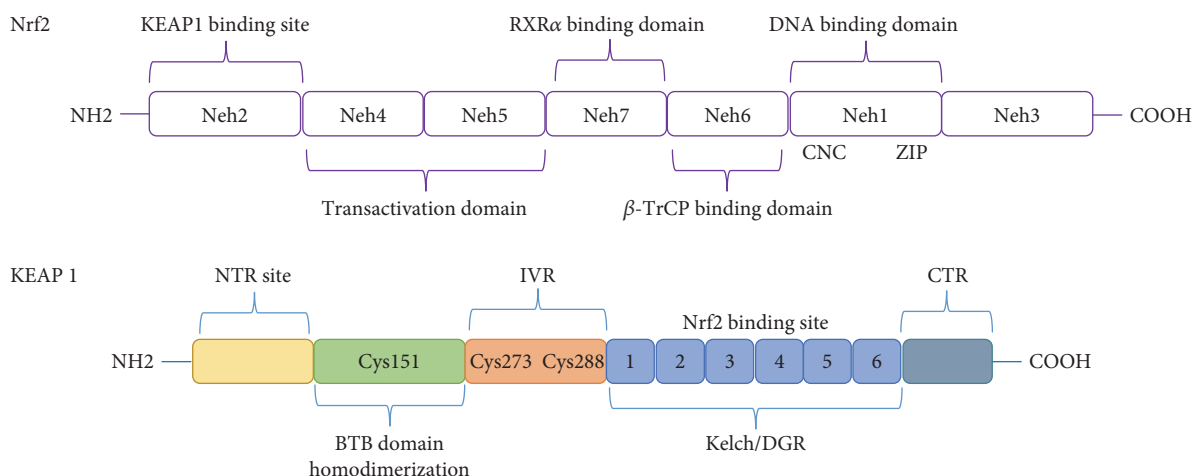 Nrf2
KEAP1 binding site
RXRα binding domain
DNA binding domain
NH2
Neh2
Neh4
Neh5
Neh7
Neh6
Neh1
Neh3
COOH
CNC
ZIP
Transactivation domain
β-TrCP binding domain
KEAP 1
NTR site
IVR
CTR
Nrf2 binding site
NH2
Cys151
Cys273
Cys288
1
2
3
4
5
6
COOH
BTB domain
homodimerization
Kelch/DGR